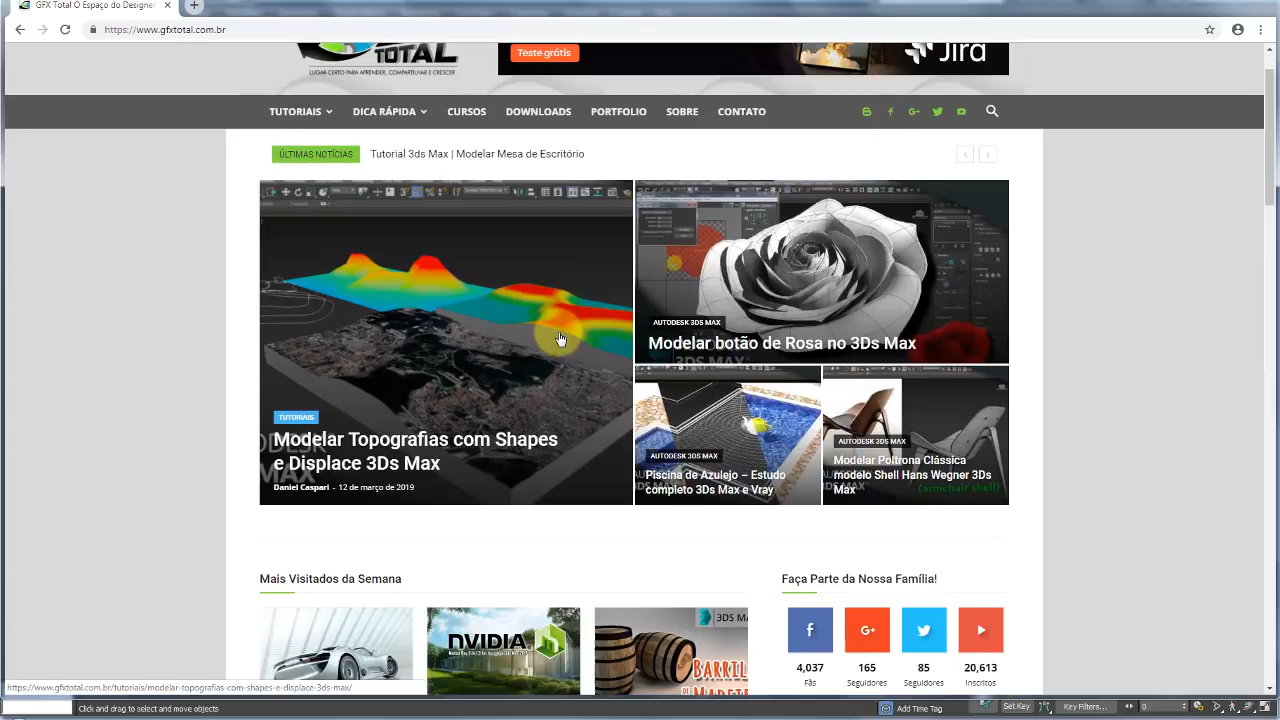 GFX Total O Espaço do Designer
https://www.gfxtotal.com.br
TOTAL
LUGAR CERTO PARA APRENDER, COMPARTILHAR E CRESCER
Teste grátis
Jira
TUTORIAIS
DICA RÁPIDA
CURSOS
DOWNLOADS
PORTFOLIO
SOBRE
CONTATO
ÚLTIMAS NOTÍCIAS
Tutorial 3ds Max | Modelar Mesa de Escritório
TUTORIAIS
Modelar Topografias com Shapes
e Displace 3Ds Max
Daniel Caspari - 12 de março de 2019
AUTODESK 3DS MAX
Modelar botão de Rosa no 3Ds Max
AUTODESK 3DS MAX
Piscina de Azulejo – Estudo
completo 3Ds Max e Vray
AUTODESK 3DS MAX
Modelar Poltrona Clássica
modelo Shell Hans Wegner 3Ds
Max
(armchair shell)
Mais Visitados da Semana
Faça Parte da Nossa Família!
NVIDIA
3DS M
BARRIL
DE MADEI
f
G+
4,037
Fãs
165
Seguidores
85
Seguidores
20,613
Inscritos
https://www.gfxtotal.com.br/tutoriais/modelar-topografias-com-shapes-e-displace-3ds-max/
Click and drag to select and move objects
Add Time Tag
Set Key
Key Filters...
0